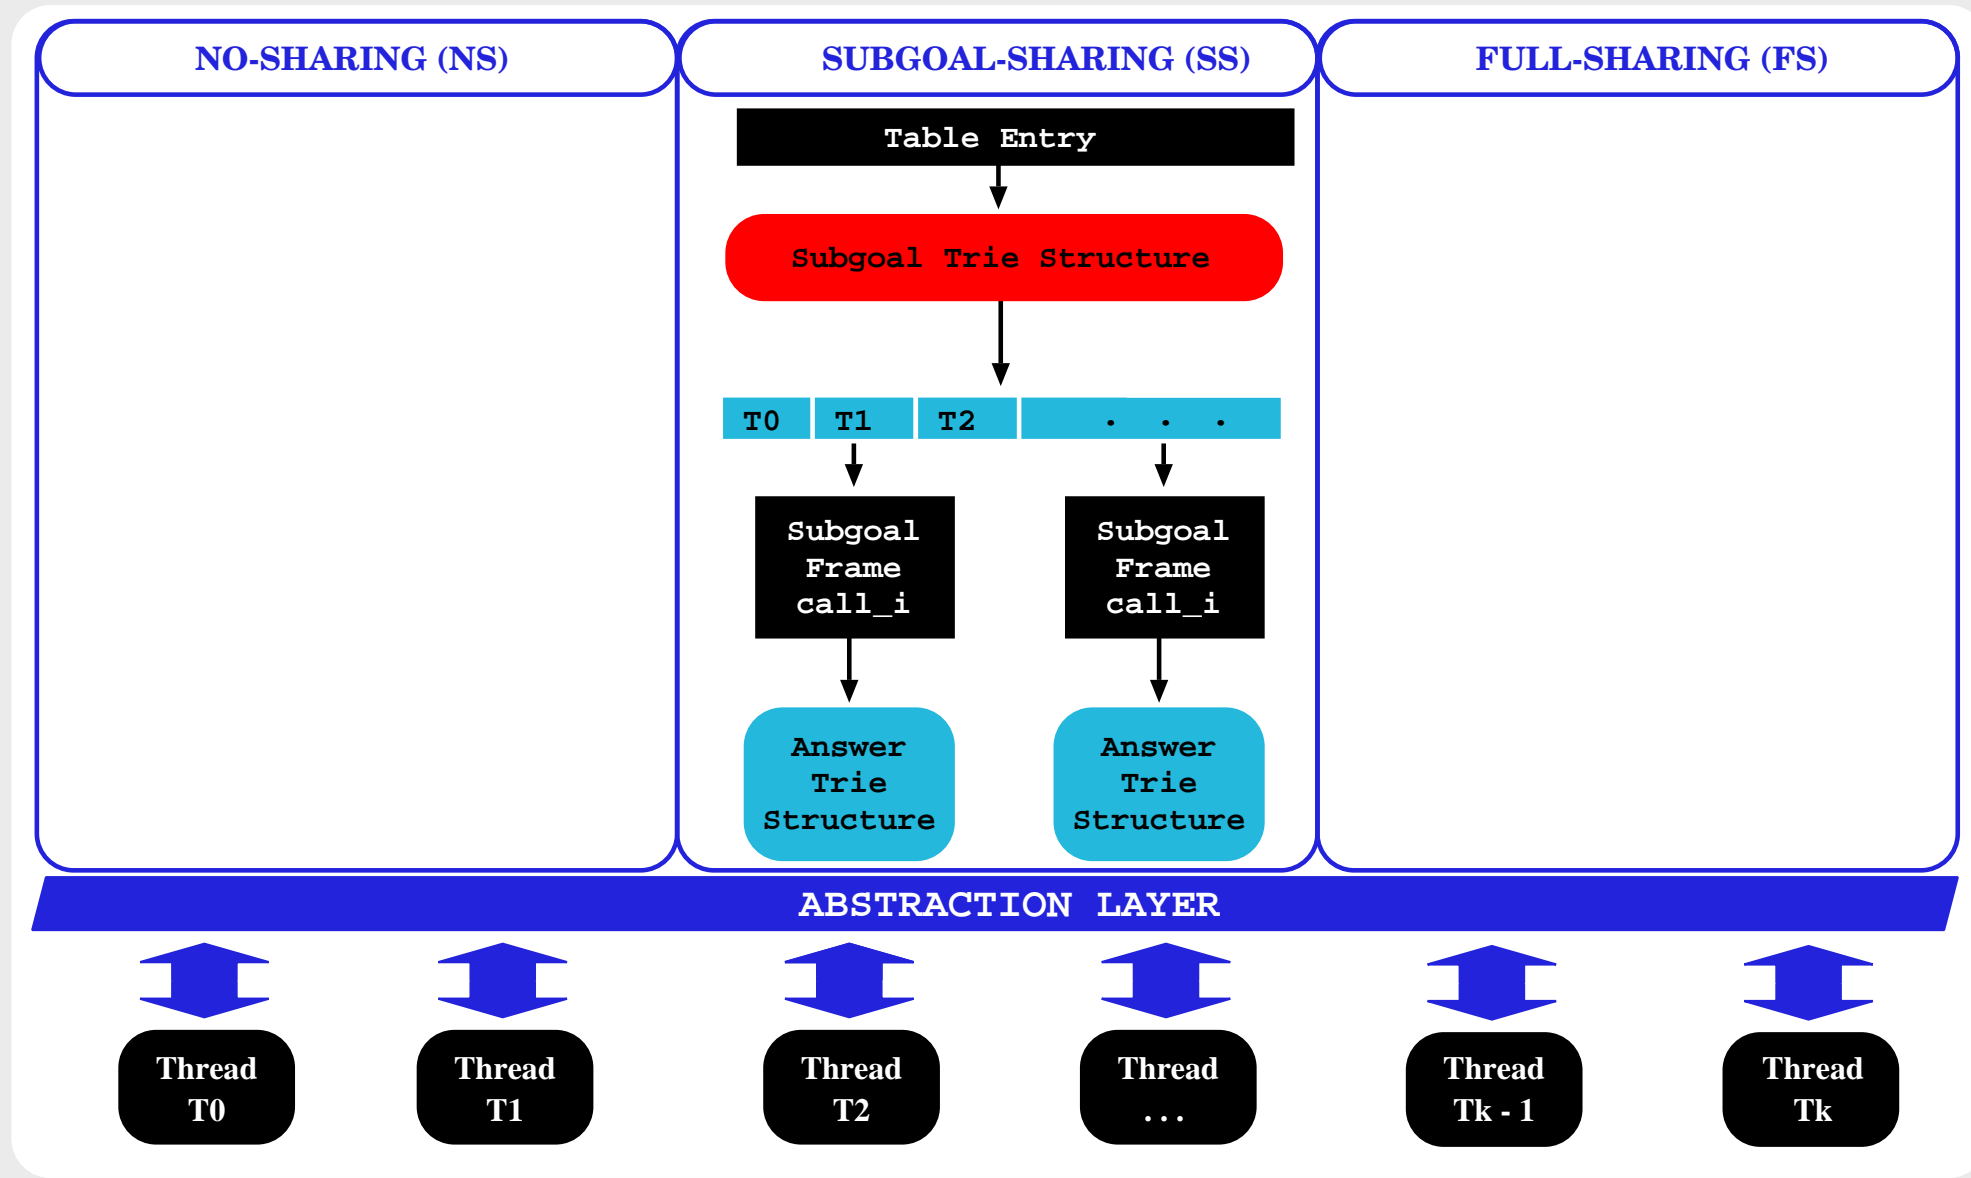 NO-SHARING (NS)
SUBGOAL-SHARING (SS)
FULL-SHARING (FS)
Table Entry
Subgoal Trie Structure
T0
T1
T2
. . .
Subgoal
Frame
call_i
Subgoal
Frame
call_i
Answer
Trie
Structure
Answer
Trie
Structure
ABSTRACTION LAYER
Thread
T0
Thread
T1
Thread
T2
Thread
. . .
Thread
Tk - 1
Thread
Tk